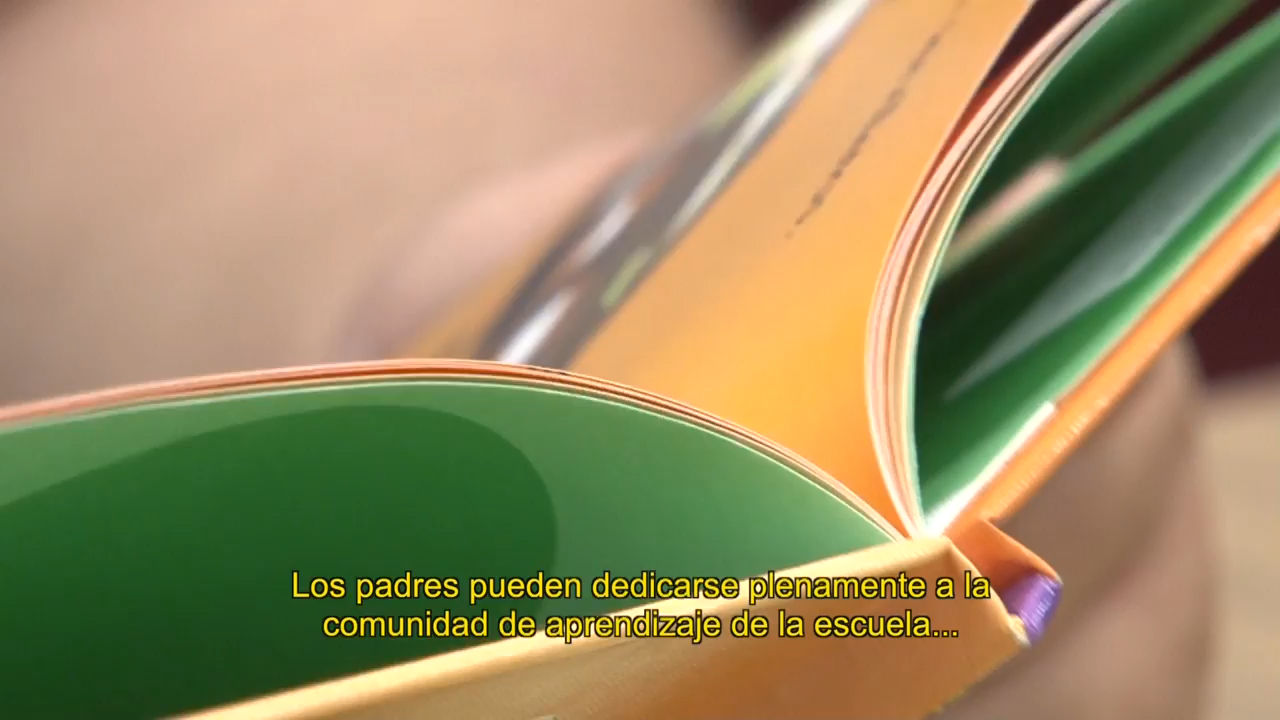 Los padres pueden dedicarse plenamente a la
comunidad de aprendizaje de la escuela...